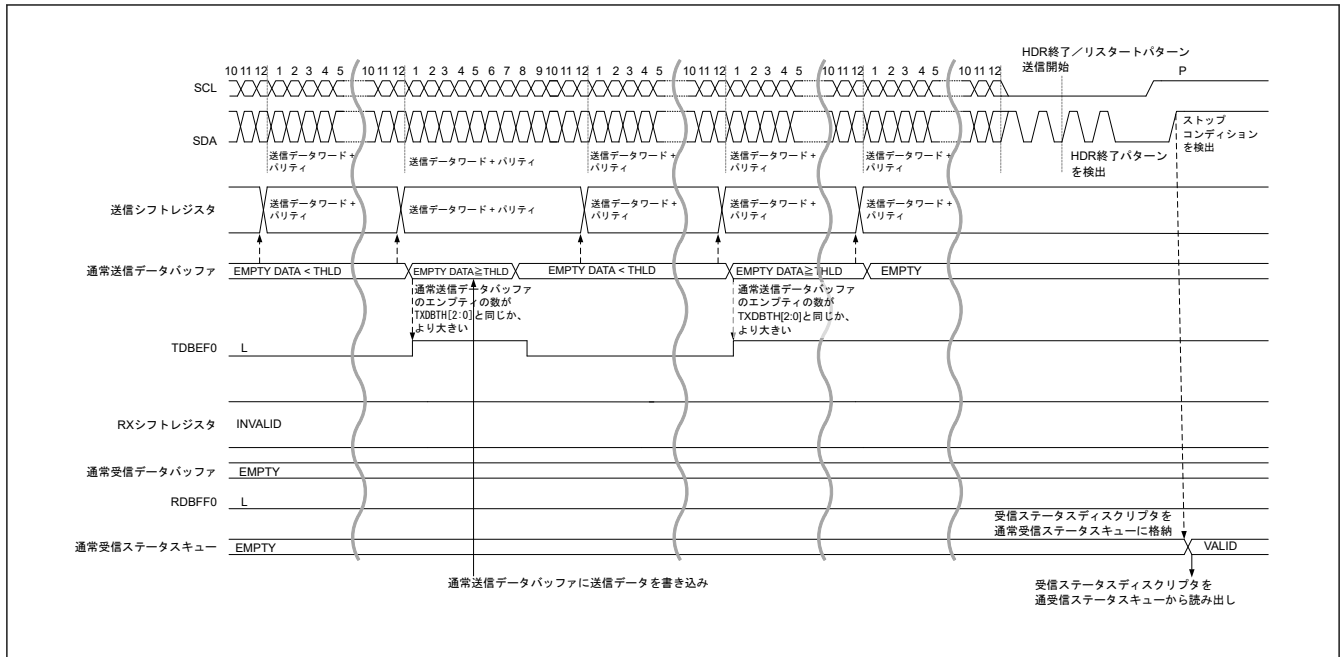 HDR終了／リスタートパターン
送信開始
P
SCL
10 11 12 1 2 3 4 5 10 11 12 1 2 3 4 5 6 7 8 9 10 11 12 1 2 3 4 5 10 11 12 1 2 3 4 5 10 11 12 1 2 3 4 5 10 11 12
SDA
ストップ
コンディション
を検出
送信データワード +
パリティ
送信データワード + パリティ
送信データワード +
パリティ
送信データワード +
パリティ
送信データワード +
パリティ
HDR終了パターン
を検出
送信シフトレジスタ
送信データワード +
パリティ
送信データワード + パリティ
送信データワード +
パリティ
送信データワード +
パリティ
送信データワード +
パリティ
通常送信データバッファ
EMPTY DATA < THLD
EMPTY DATA≧THLD
EMPTY DATA < THLD
EMPTY DATA≧THLD
EMPTY
通常送信データバッファ
のエンプティの数が
TXDBTH[2:0]と同じか、
より大きい
通常送信データバッファ
のエンプティの数が
TXDBTH[2:0]と同じか、
より大きい
TDBEF0
L
RXシフトレジスタ
INVALID
通常受信データバッファ
EMPTY
RDBFF0
L
受信ステータスディスクリプタを
通常受信ステータスキューに格納
通常受信ステータスキュー
EMPTY
VALID
通常送信データバッファに送信データを書き込み
受信ステータスディスクリプタを
通受信ステータスキューから読み出し